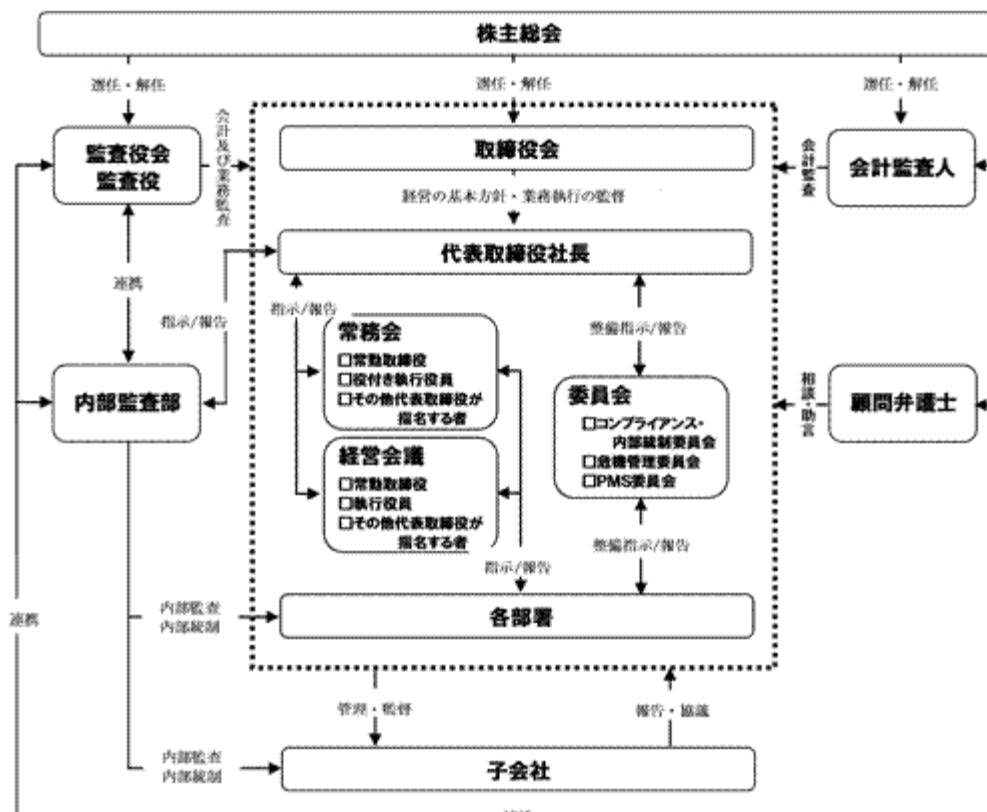 株主総会
選任・解任
選任・解任
選任・解任
監査役会
監査役
会計及び業務監査
取締役会
会計監査
会計監査人
経営の基本方針・業務執行の監督
代表取締役社長
連携
指示/報告
指示/報告
整備指示/報告
常務会
□常勤取締役
□役付き執行役員
□その他代表取締役が
指名する者
内部監査部
委員会
□コンプライアンス・
内部統制委員会
□危機管理委員会
□PMS委員会
相談・助言
顧問弁護士
経営会議
□常勤取締役
□執行役員
□その他代表取締役が
指名する者
整備指示/報告
指示/報告
連携
内部監査
内部統制
各部署
管理・監督
報告・協議
内部監査
内部統制
子会社